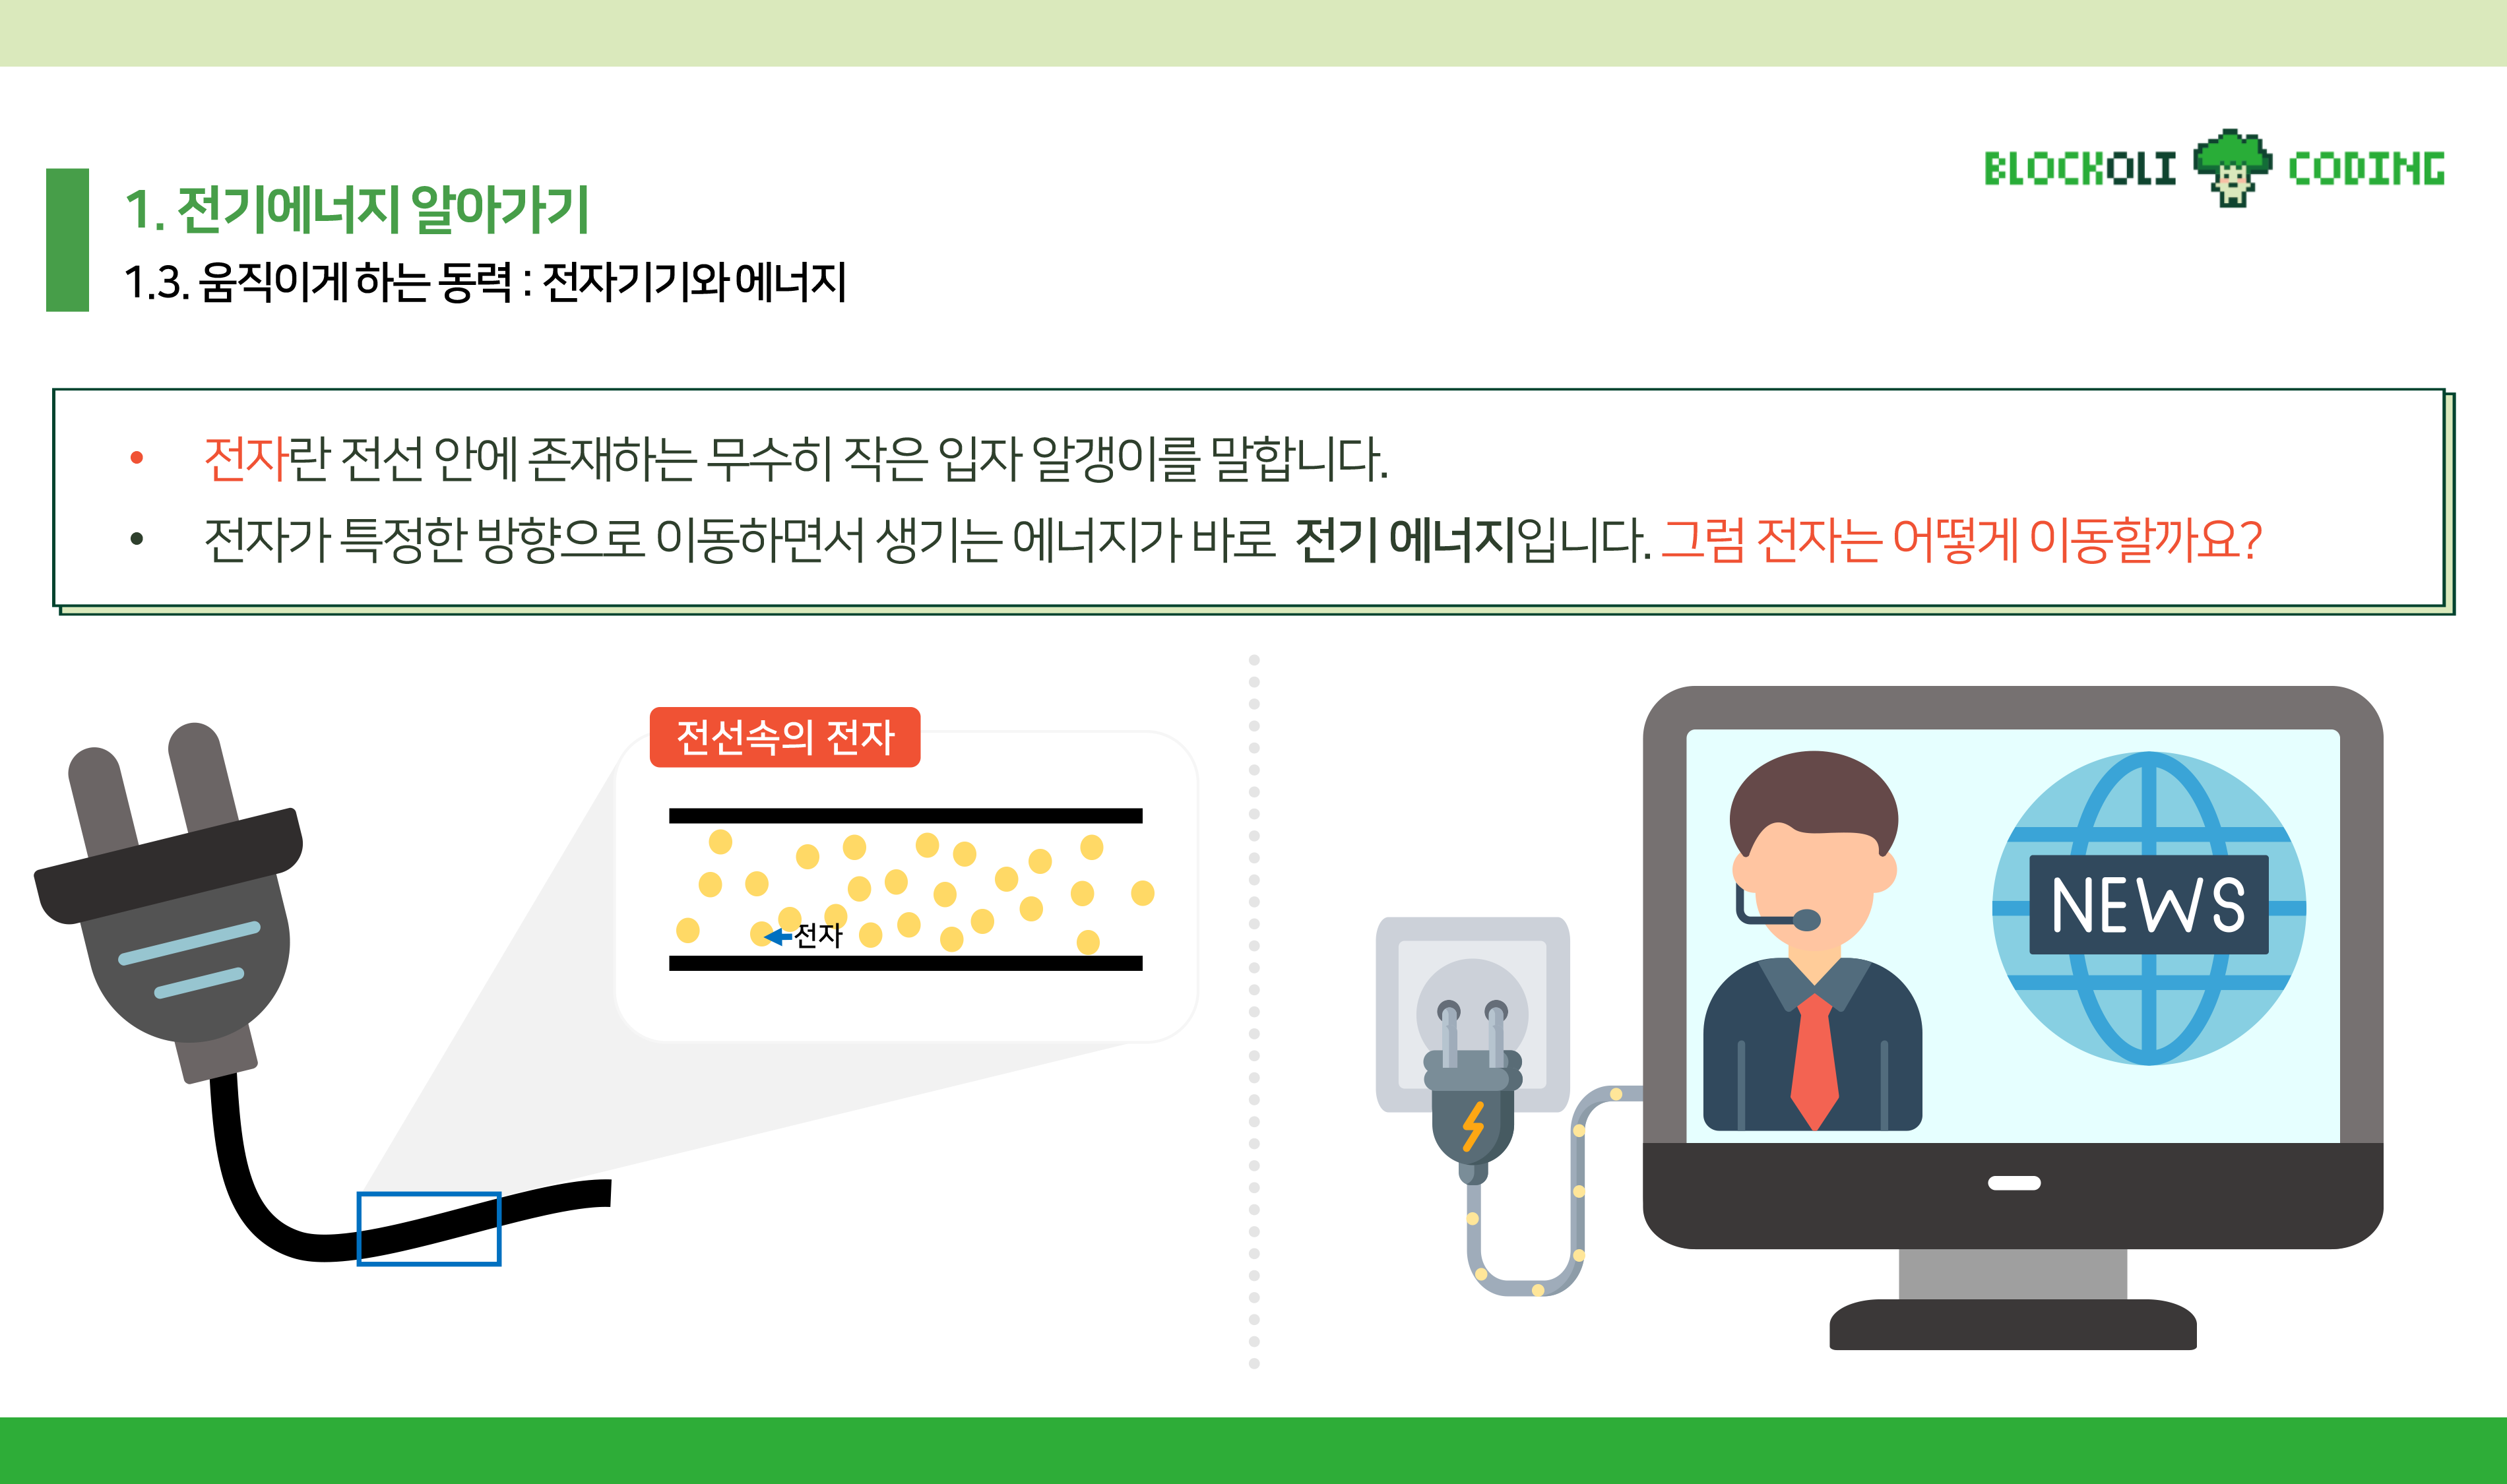 BLOCKOLI CODING
1. 전기에너지 알아가기
1.3. 움직이게 하는 동력 : 전자기기와 에너지
• 전자란 전선 안에 존재하는 무수히 작은 입자 알갱이를 말합니다.
• 전자가 특정한 방향으로 이동하면서 생기는 에너지가 바로 전기 에너지입니다. 그럼 전자는 어떻게 이동할까요?
전선속의 전자
전자
NEWS